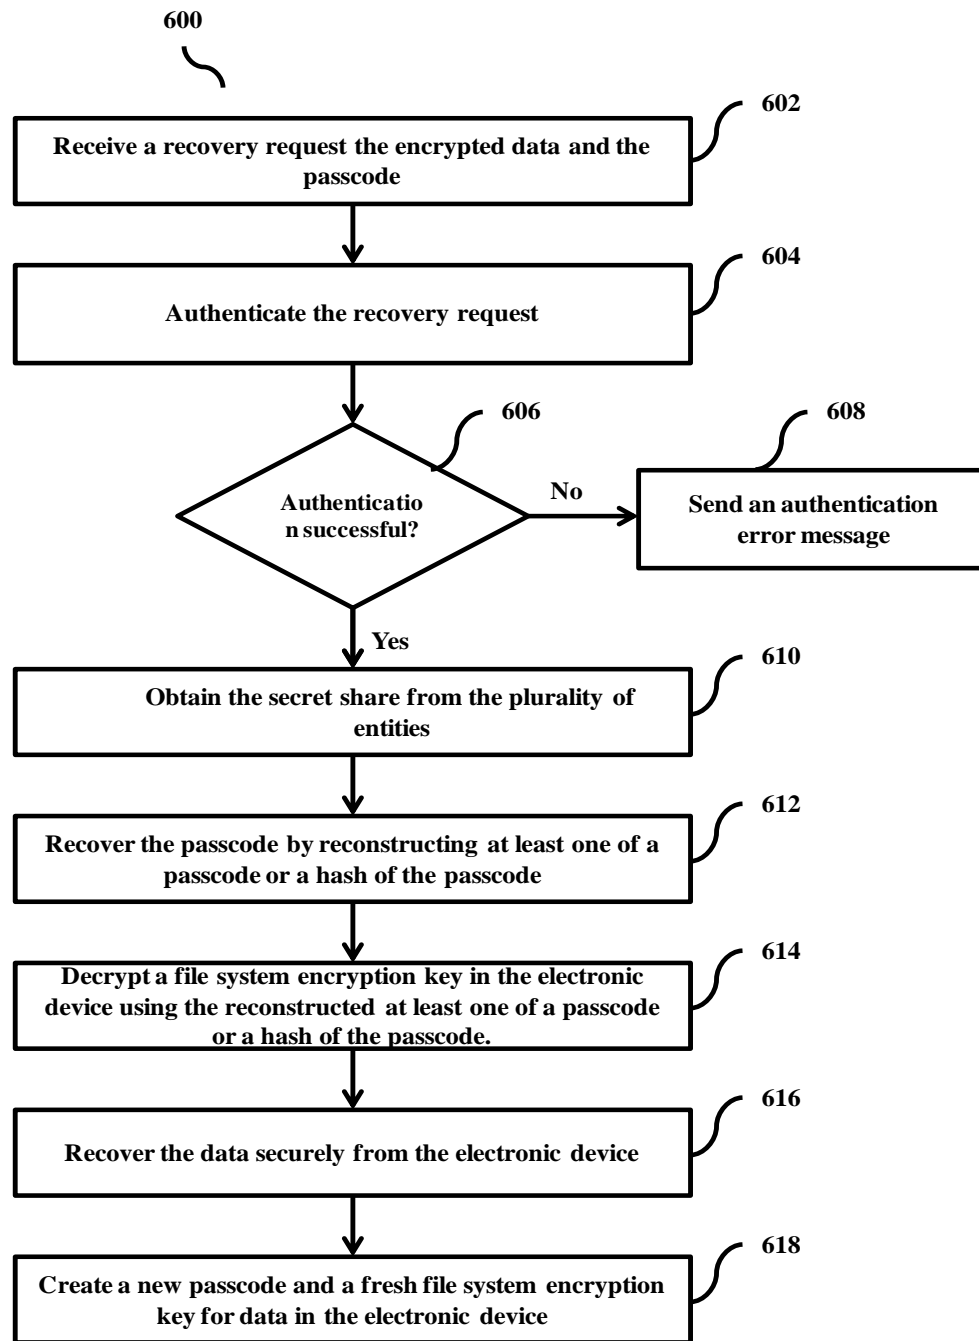 600
602
Receive a recovery request the encrypted data and the
passcode
604
Authenticate the recovery request
606
608
Authenticatio
n successful?
No
Send an authentication
error message
Yes
610
Obtain the secret share from the plurality of
entities
612
Recover the passcode by reconstructing at least one of a
passcode or a hash of the passcode
614
Decrypt a file system encryption key in the electronic
device using the reconstructed at least one of a passcode
or a hash of the passcode.
616
Recover the data securely from the electronic device
618
Create a new passcode and a fresh file system encryption
key for data in the electronic device